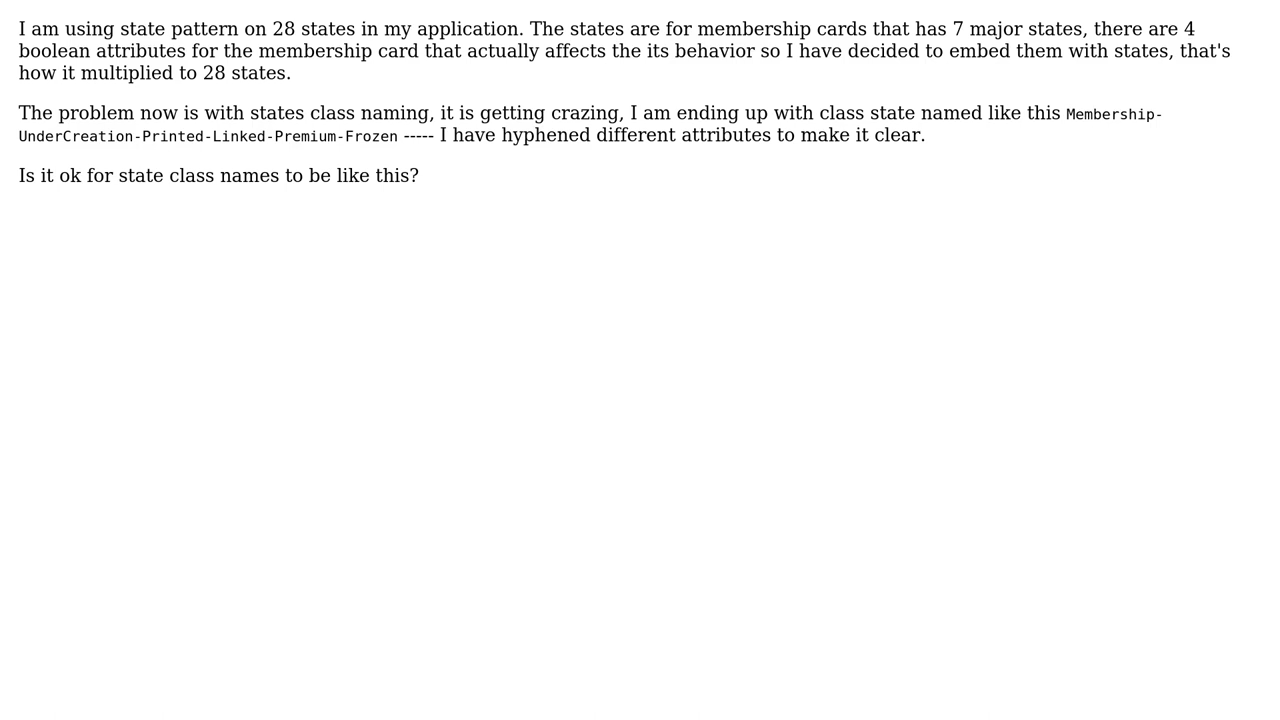 I am using state pattern on 28 states in my application. The states are for membership cards that has 7 major states, there are 4
boolean attributes for the membership card that actually affects the its behavior so I have decided to embed them with states, that's
how it multiplied to 28 states.
The problem now is with states class naming, it is getting crazing, I am ending up with class state named like this Membership-
UnderCreation-Printed-Linked-Premium-Frozen ----- I have hyphened different attributes to make it clear.
Is it ok for state class names to be like this?